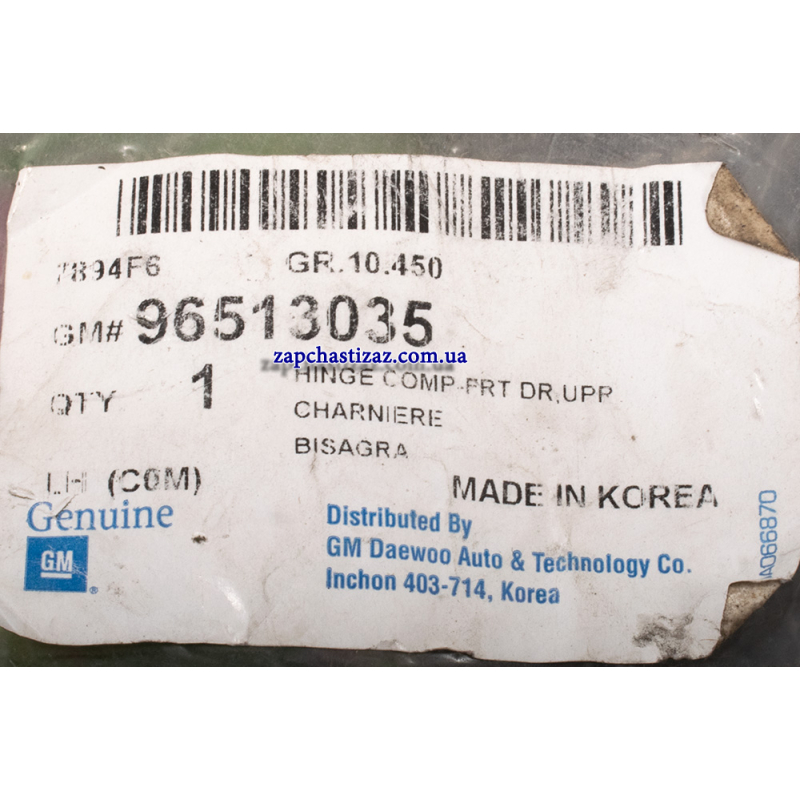 7894F6 GR.10.450
GM# 96513035
zapchastizaz.com.ua
QTY 1 HINGE COMP-FRT DR,UPR
CHARNIERE
BISAGRA
LH (C0M) MADE IN KOREA
Genuine
GM ®
Distributed By
GM Daewoo Auto & Technology Co.
Inchon 403-714, Korea
A066870